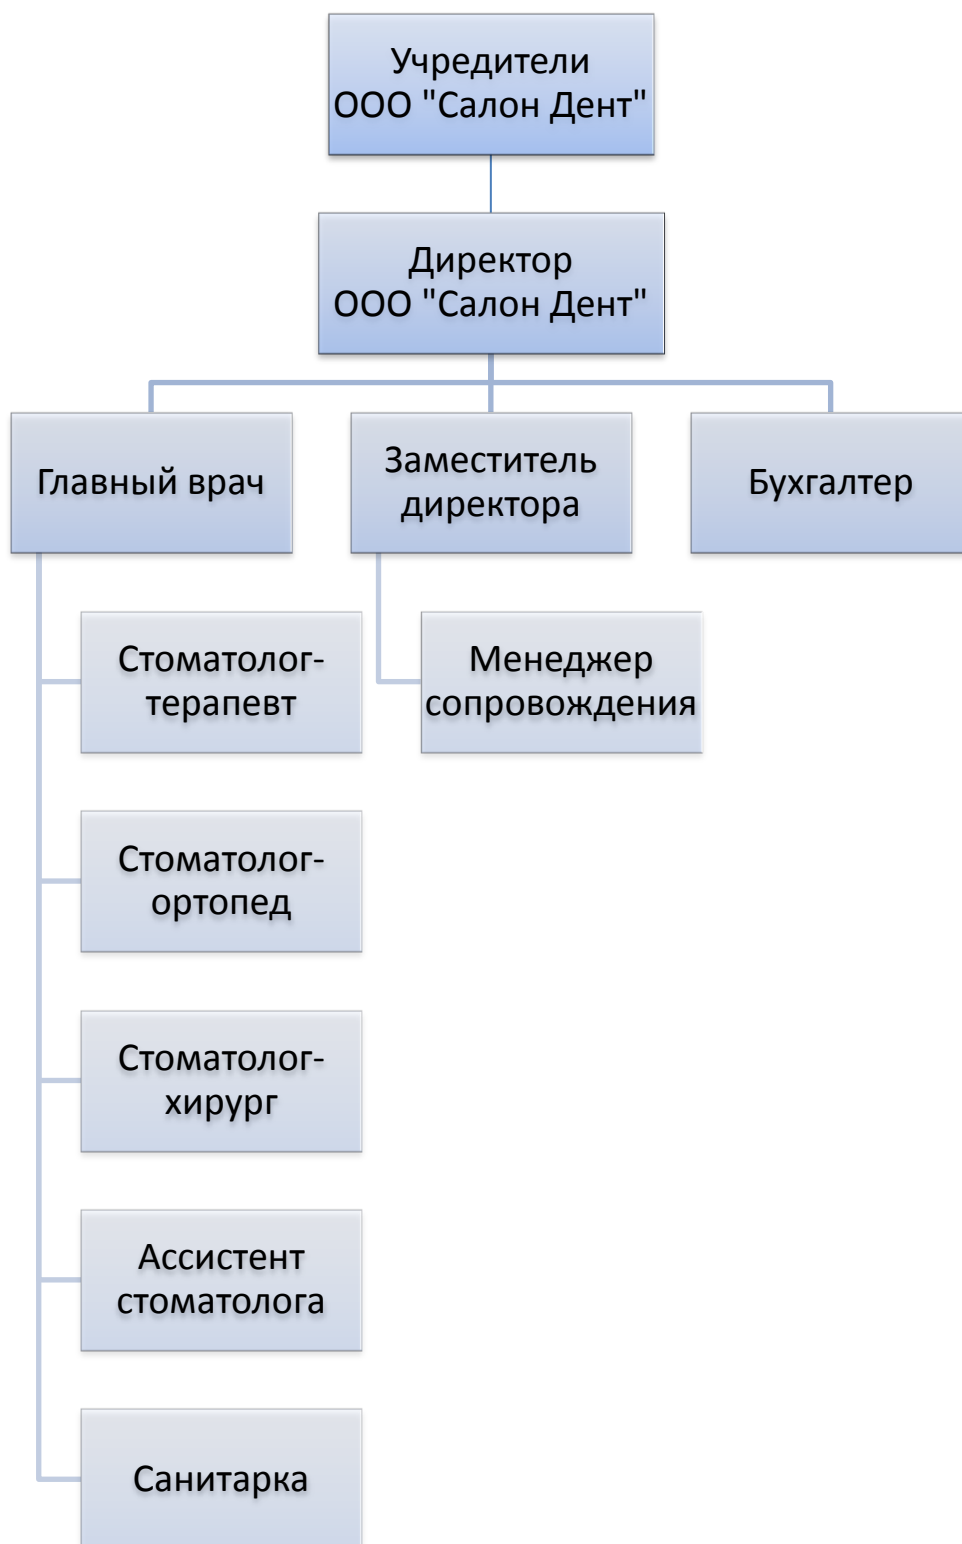 Учредители
ООО "Салон Дент"
Директор
ООО "Салон Дент"
Главный врач
Заместитель
директора
Бухгалтер
Стоматолог-
терапевт
Менеджер
сопровождения
Стоматолог-
ортопед
Стоматолог-
хирург
Ассистент
стоматолога
Санитарка